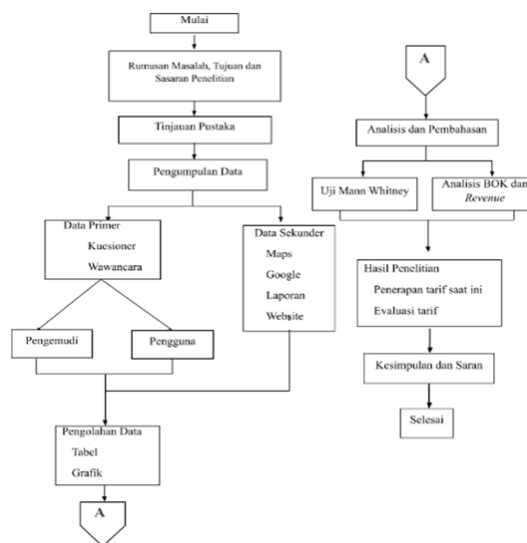 Mulai
Rumusan Masalah, Tujuan dan
Sasaran Penelitian
Tinjauan Pustaka
Pengumpulan Data
Data Primer
Kuesioner
Wawancara
Data Sekunder
Maps
Google
Laporan
Website
Pengemudi
Pengguna
Pengolahan Data
Tabel
Grafik
A
A
Analisis dan Pembahasan
Uji Mann Whitney
Analisis BOK dan
Revenue
Hasil Penelitian
Penerapan tarif saat ini
Evaluasi tarif
Kesimpulan dan Saran
Selesai